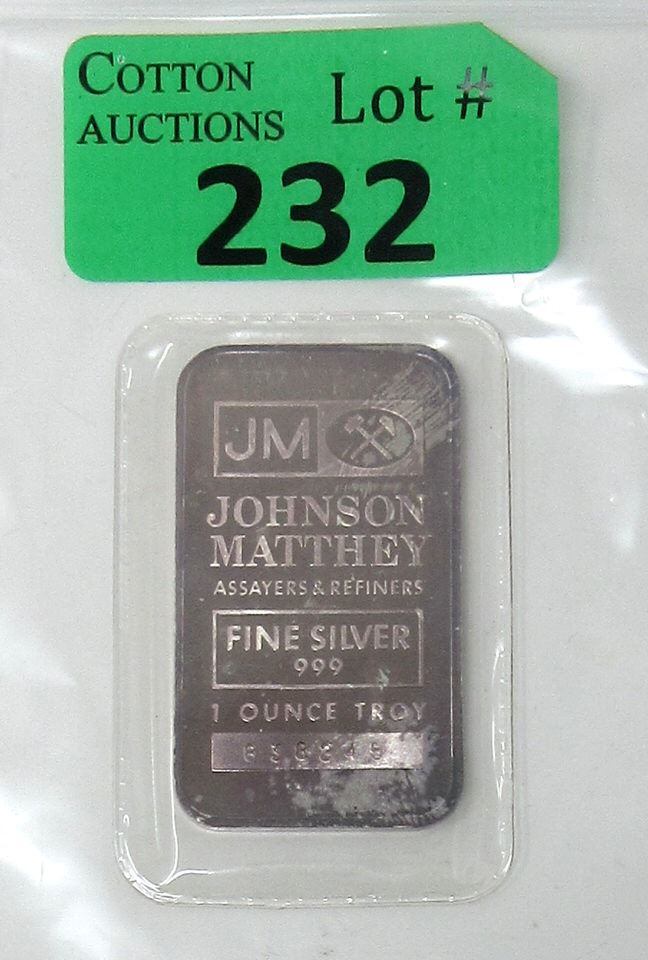 COTTON
AUCTIONS
Lot #
232
JM
JOHNSON
MATTHEY
ASSAYERS & REFINERS
FINE SILVER
999
1 OUNCE TROY